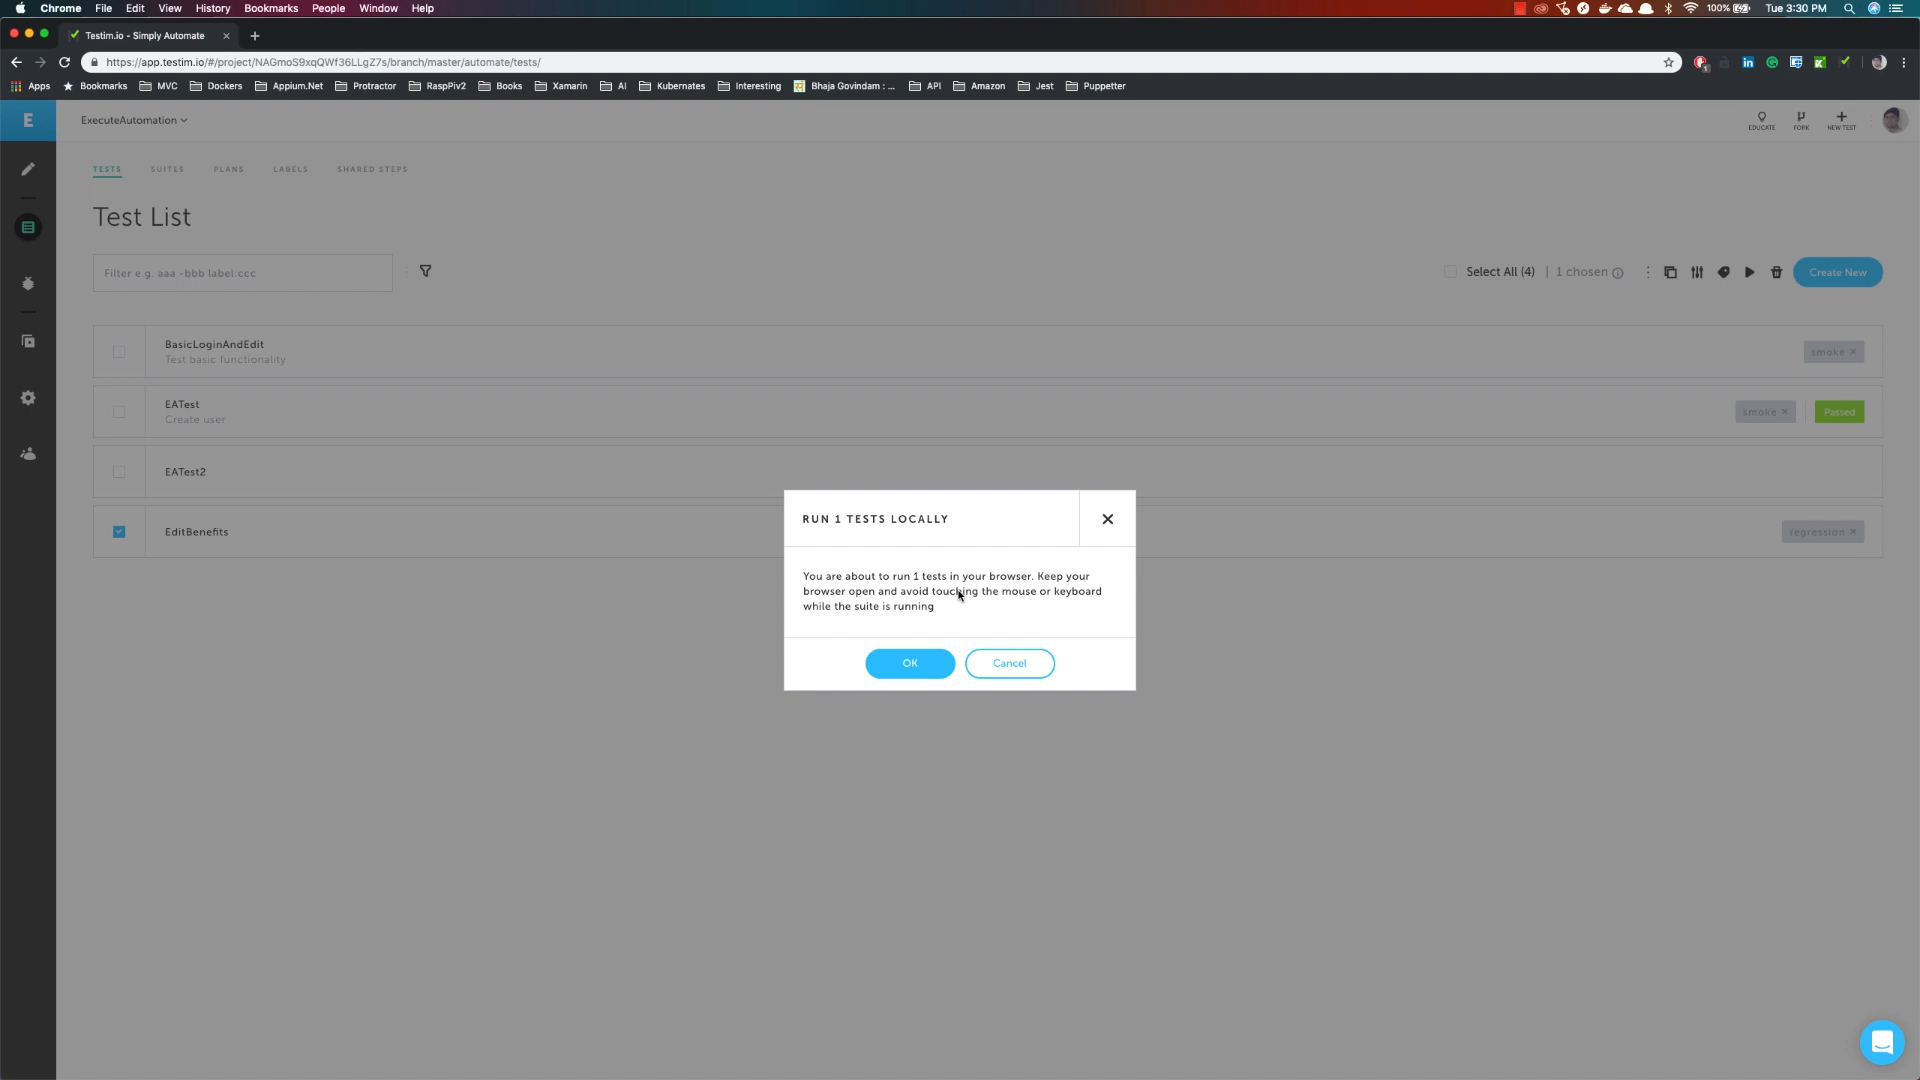 Chrome File Edit View History Bookmarks People Window Help 100% Tue 3:30 PM
Testim.io - Simply Automate
https://app.testim.io/#/project/NAGmoS9xqQWf36LLgZ7s/branch/master/automate/tests/
Apps Bookmarks MVC Dockers Appium.Net Protractor RaspPiv2 Books Xamarin AI Kubernates Interesting Bhaja Govindam : ... API Amazon Jest Puppetter
E ExecuteAutomation EDUCATE FORK NEW TEST
TESTS SUITES PLANS LABELS SHARED STEPS
Test List
Filter e.g. aaa -bbb label:ccc Select All (4) | 1 chosen Create New
BasicLoginAndEdit
Test basic functionality
smoke ×
EATest
Create user
smoke × Passed
EATest2
EditBenefits regression ×
RUN 1 TESTS LOCALLY
You are about to run 1 tests in your browser. Keep your
browser open and avoid touching the mouse or keyboard
while the suite is running
OK Cancel